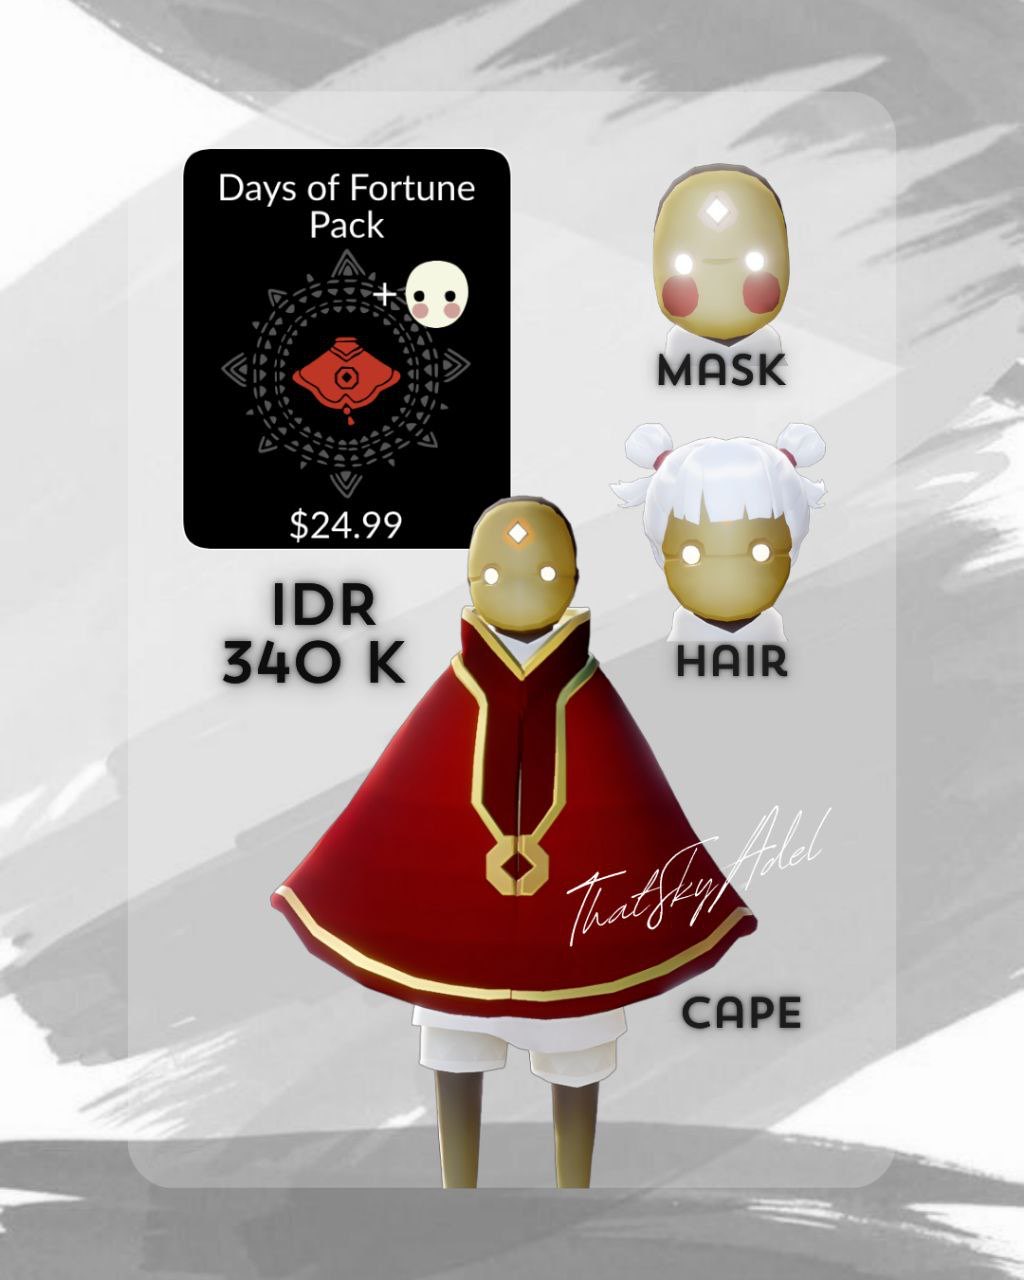 Days of Fortune
Pack
+
$24.99
IDR
340 K
MASK
HAIR
ThatSkyAdel
CAPE